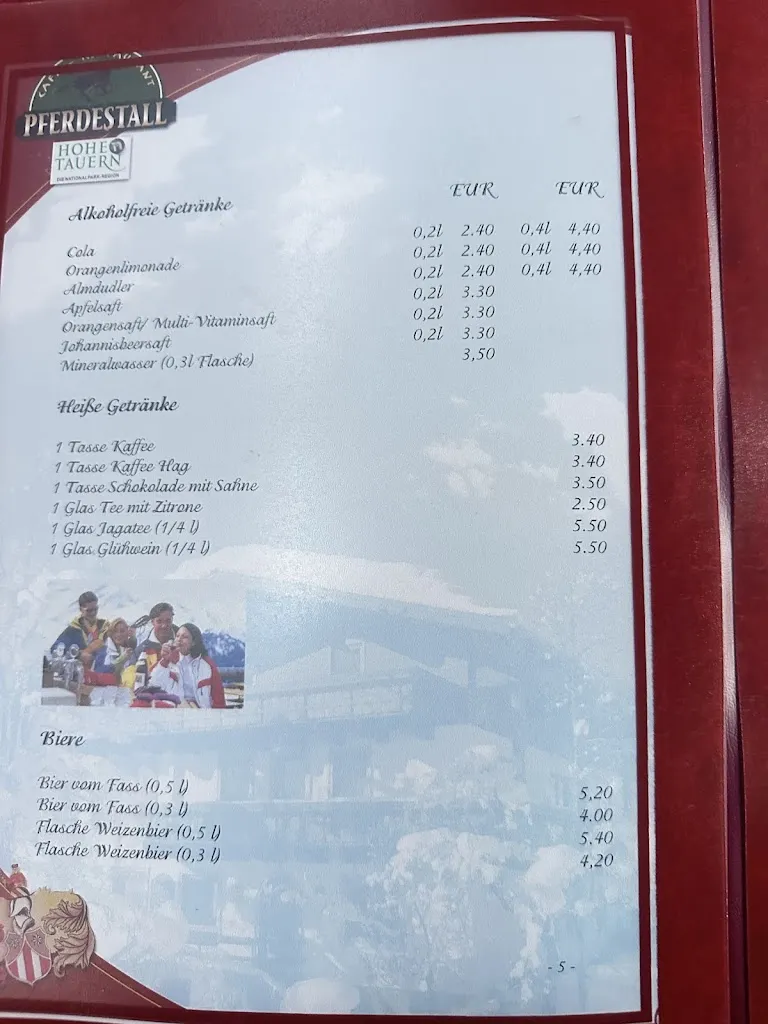 PFERDESTALL
HOHE
TAUERN
DIE NATIONALPARK-REGION
EUR EUR
Alkoholfreie Getränke
Cola 0,2l 2.40 0,4l 4,40
Orangenlimonade 0,2l 2.40 0,4l 4,40
Almdudler 0,2l 2.40 0,4l 4,40
Apfelsaft 0,2l 3.30
Orangensaft/ Multi-Vitaminsaft 0,2l 3.30
Johannisbeersaft 0,2l 3.30
Mineralwasser (0,3l Flasche) 3,50
Heiße Getränke
1 Tasse Kaffee 3.40
1 Tasse Kaffee Hag 3.40
1 Tasse Schokolade mit Sahne 3.50
1 Glas Tee mit Zitrone 2.50
1 Glas Jagatee (1/4 l) 5.50
1 Glas Glühwein (1/4 l) 5.50
Biere
Bier vom Fass (0,5 l) 5,20
Bier vom Fass (0,3 l) 4.00
Flasche Weizenbier (0,5 l) 5.40
Flasche Weizenbier (0,3 l) 4,20
- 5 -